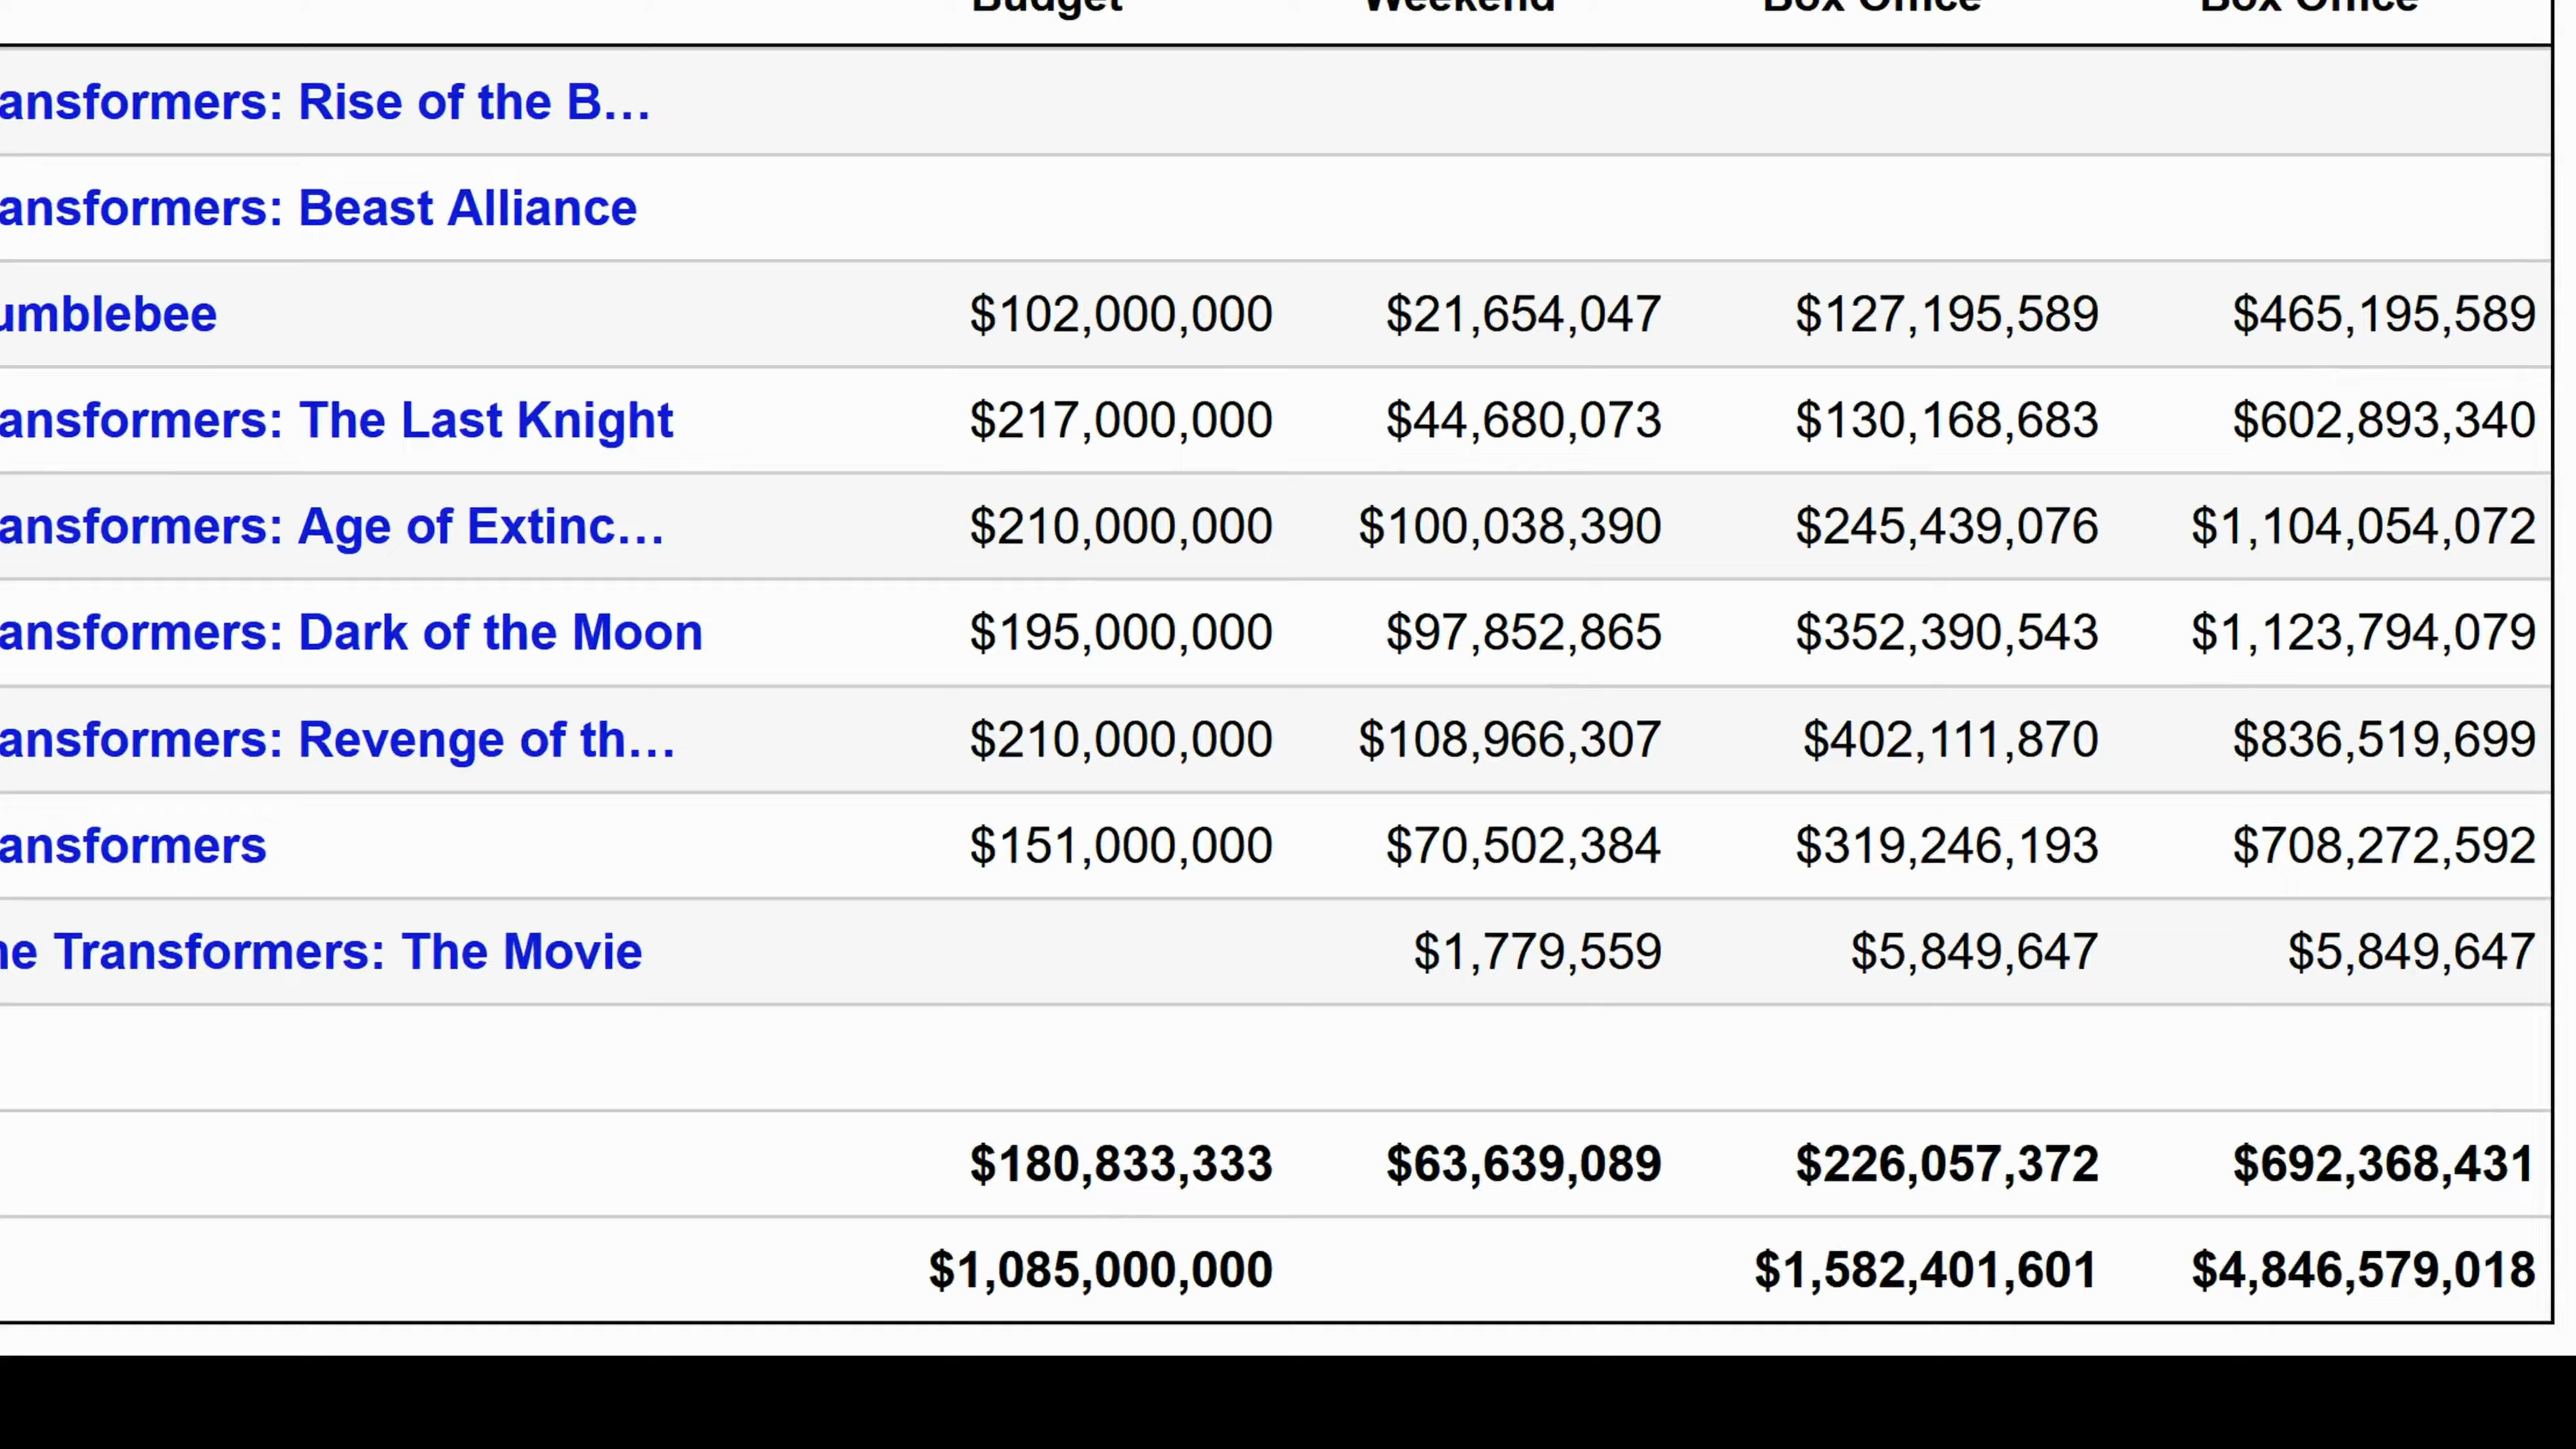 Budget Weekend Box Office Box Office
ansformers: Rise of the B…
ansformers: Beast Alliance
umblebee $102,000,000 $21,654,047 $127,195,589 $465,195,589
ansformers: The Last Knight $217,000,000 $44,680,073 $130,168,683 $602,893,340
ansformers: Age of Extinc… $210,000,000 $100,038,390 $245,439,076 $1,104,054,072
ansformers: Dark of the Moon $195,000,000 $97,852,865 $352,390,543 $1,123,794,079
ansformers: Revenge of th… $210,000,000 $108,966,307 $402,111,870 $836,519,699
ansformers $151,000,000 $70,502,384 $319,246,193 $708,272,592
he Transformers: The Movie $1,779,559 $5,849,647 $5,849,647
$180,833,333 $63,639,089 $226,057,372 $692,368,431
$1,085,000,000 $1,582,401,601 $4,846,579,018